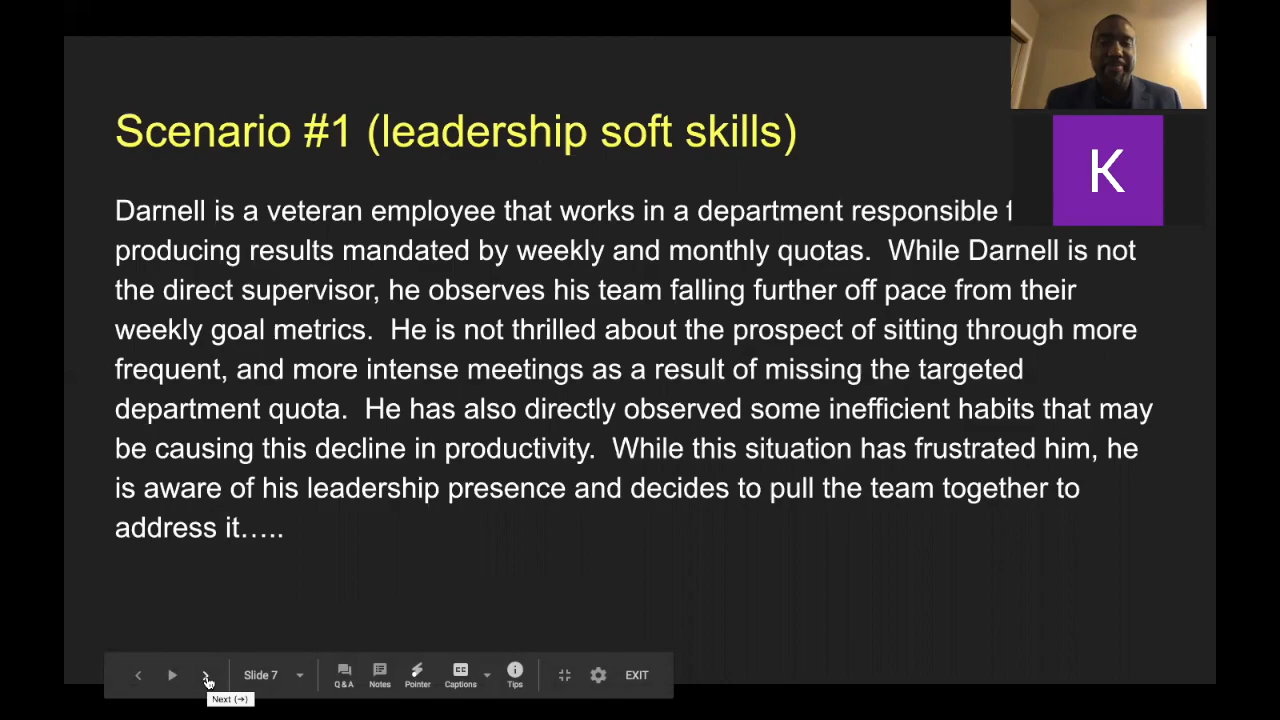 Scenario #1 (leadership soft skills)
K
Darnell is a veteran employee that works in a department responsible
producing results mandated by weekly and monthly quotas.  While Darnell is not
the direct supervisor, he observes his team falling further off pace from their
weekly goal metrics.  He is not thrilled about the prospect of sitting through more
frequent, and more intense meetings as a result of missing the targeted
department quota.  He has also directly observed some inefficient habits that may
be causing this decline in productivity.  While this situation has frustrated him, he
is aware of his leadership presence and decides to pull the team together to
address it…..
Slide 7
Q & A
Notes
Pointer
CC
Captions
Tips
EXIT
Next (→)